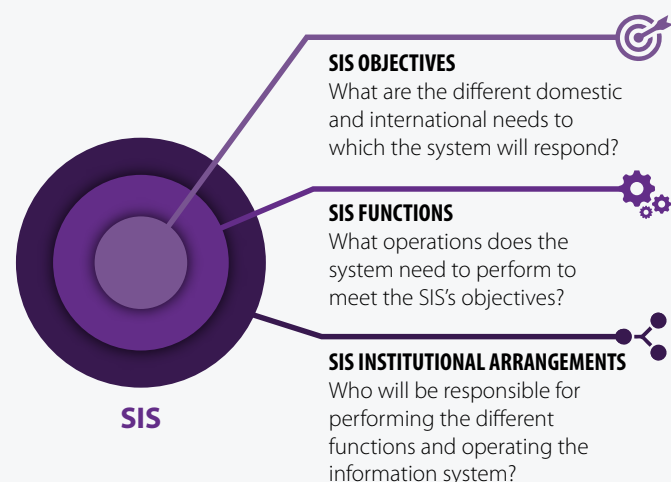 SIS OBJECTIVES
What are the different domestic
and international needs to
which the system will respond?
SIS FUNCTIONS
What operations does the
system need to perform to
meet the SIS's objectives?
SIS INSTITUTIONAL ARRANGEMENTS
Who will be responsible for
performing the different
functions and operating the
information system?
SIS